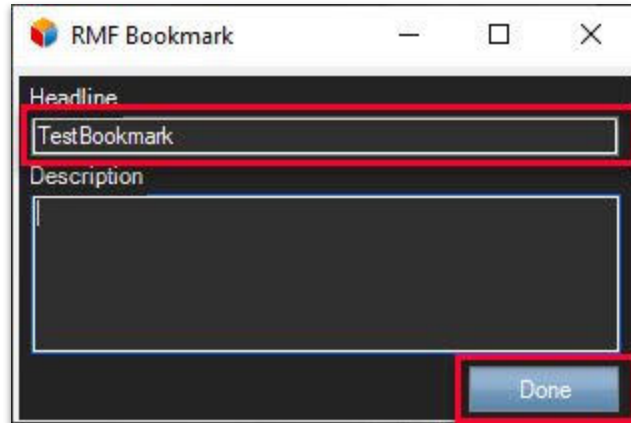 RMF Bookmark
Headline
TestBookmark
Description
Done